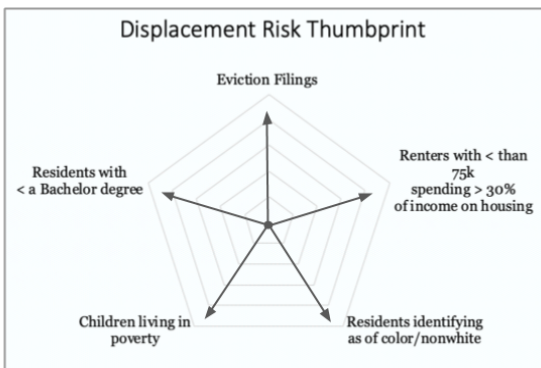 Displacement Risk Thumbprint
Eviction Filings
Residents with
< a Bachelor degree
Renters with < than
75k
spending > 30%
of income on housing
Children living in
poverty
Residents identifying
as of color/nonwhite